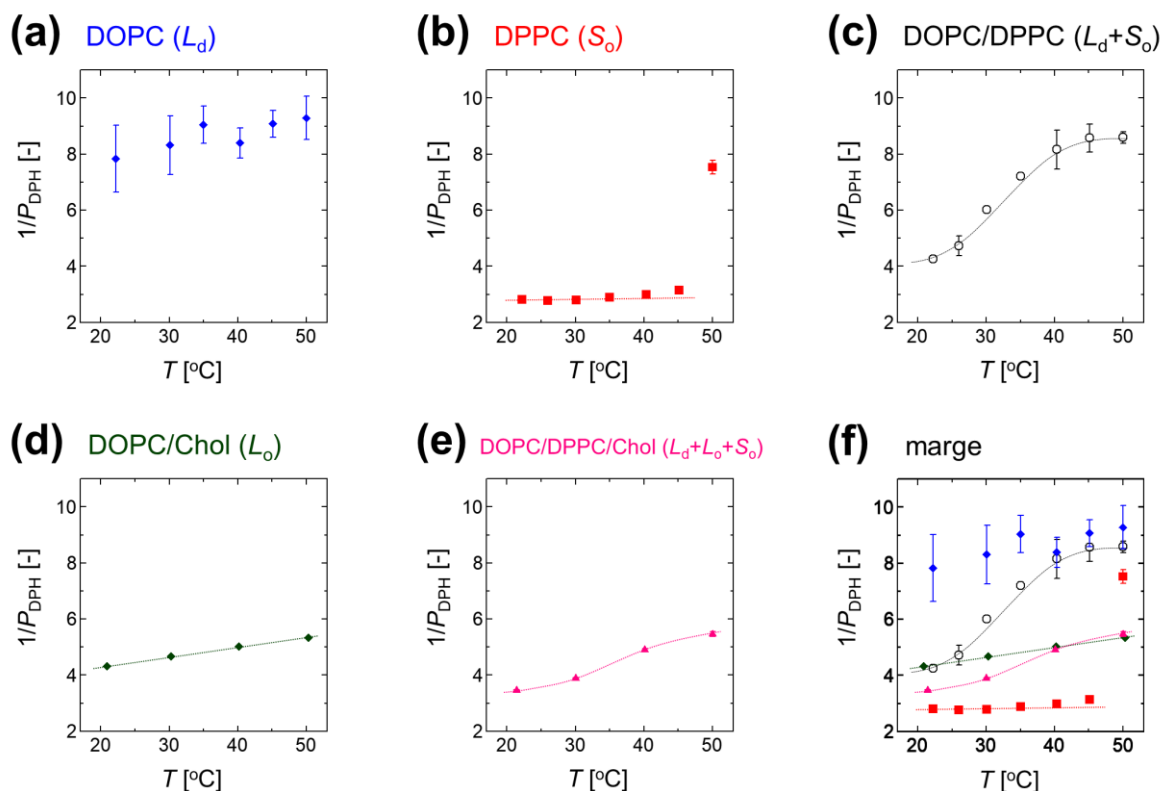 (a) DOPC (Ld)
10
8
6
4
2
1/PDPH [-]
20 30 40 50
T [oC]
(b) DPPC (So)
10
8
6
4
2
1/PDPH [-]
20 30 40 50
T [oC]
(c) DOPC/DPPC (Ld+So)
10
8
6
4
2
1/PDPH [-]
20 30 40 50
T [oC]
(d) DOPC/Chol (Lo)
10
8
6
4
2
1/PDPH [-]
20 30 40 50
T [oC]
(e) DOPC/DPPC/Chol (Ld+Lo+So)
10
8
6
4
2
1/PDPH [-]
20 30 40 50
T [oC]
(f) marge
10
8
6
4
2
1/PDPH [-]
20 30 40 50
T [oC]